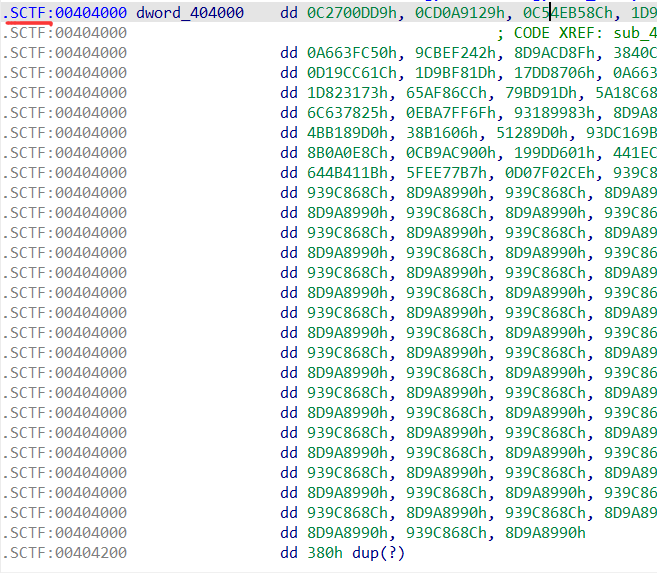 .SCTF:00404000 dword_404000 dd 0C2700DD9h, 0CD0A9129h, 0C54EB58Ch, 1D9
.SCTF:00404000 ; CODE XREF: sub_4
.SCTF:00404000 dd 0A663FC50h, 9CBEF242h, 8D9ACD8Fh, 3840C
.SCTF:00404000 dd 0D19CC61Ch, 1D9BF81Dh, 17DD8706h, 0A663
.SCTF:00404000 dd 1D823173h, 65AF86CCh, 79BD91Dh, 5A18C68
.SCTF:00404000 dd 6C637825h, 0EBA7FF6Fh, 93189983h, 8D9A8
.SCTF:00404000 dd 4BB189D0h, 38B1606h, 51289D0h, 93DC169B
.SCTF:00404000 dd 8B0A0E8Ch, 0CB9AC900h, 199DD601h, 441EC
.SCTF:00404000 dd 644B411Bh, 5FEE77B7h, 0D07F02CEh, 939C8
.SCTF:00404000 dd 939C868Ch, 8D9A8990h, 939C868Ch, 8D9A89
.SCTF:00404000 dd 8D9A8990h, 939C868Ch, 8D9A8990h, 939C86
.SCTF:00404000 dd 939C868Ch, 8D9A8990h, 939C868Ch, 8D9A89
.SCTF:00404000 dd 8D9A8990h, 939C868Ch, 8D9A8990h, 939C86
.SCTF:00404000 dd 939C868Ch, 8D9A8990h, 939C868Ch, 8D9A89
.SCTF:00404000 dd 8D9A8990h, 939C868Ch, 8D9A8990h, 939C86
.SCTF:00404000 dd 939C868Ch, 8D9A8990h, 939C868Ch, 8D9A89
.SCTF:00404000 dd 8D9A8990h, 939C868Ch, 8D9A8990h, 939C86
.SCTF:00404000 dd 939C868Ch, 8D9A8990h, 939C868Ch, 8D9A89
.SCTF:00404000 dd 8D9A8990h, 939C868Ch, 8D9A8990h, 939C86
.SCTF:00404000 dd 939C868Ch, 8D9A8990h, 939C868Ch, 8D9A89
.SCTF:00404000 dd 8D9A8990h, 939C868Ch, 8D9A8990h, 939C86
.SCTF:00404000 dd 939C868Ch, 8D9A8990h, 939C868Ch, 8D9A89
.SCTF:00404000 dd 8D9A8990h, 939C868Ch, 8D9A8990h, 939C86
.SCTF:00404000 dd 939C868Ch, 8D9A8990h, 939C868Ch, 8D9A89
.SCTF:00404000 dd 8D9A8990h, 939C868Ch, 8D9A8990h, 939C86
.SCTF:00404000 dd 939C868Ch, 8D9A8990h, 939C868Ch, 8D9A89
.SCTF:00404000 dd 8D9A8990h, 939C868Ch, 8D9A8990h
.SCTF:00404200 dd 380h dup(?)